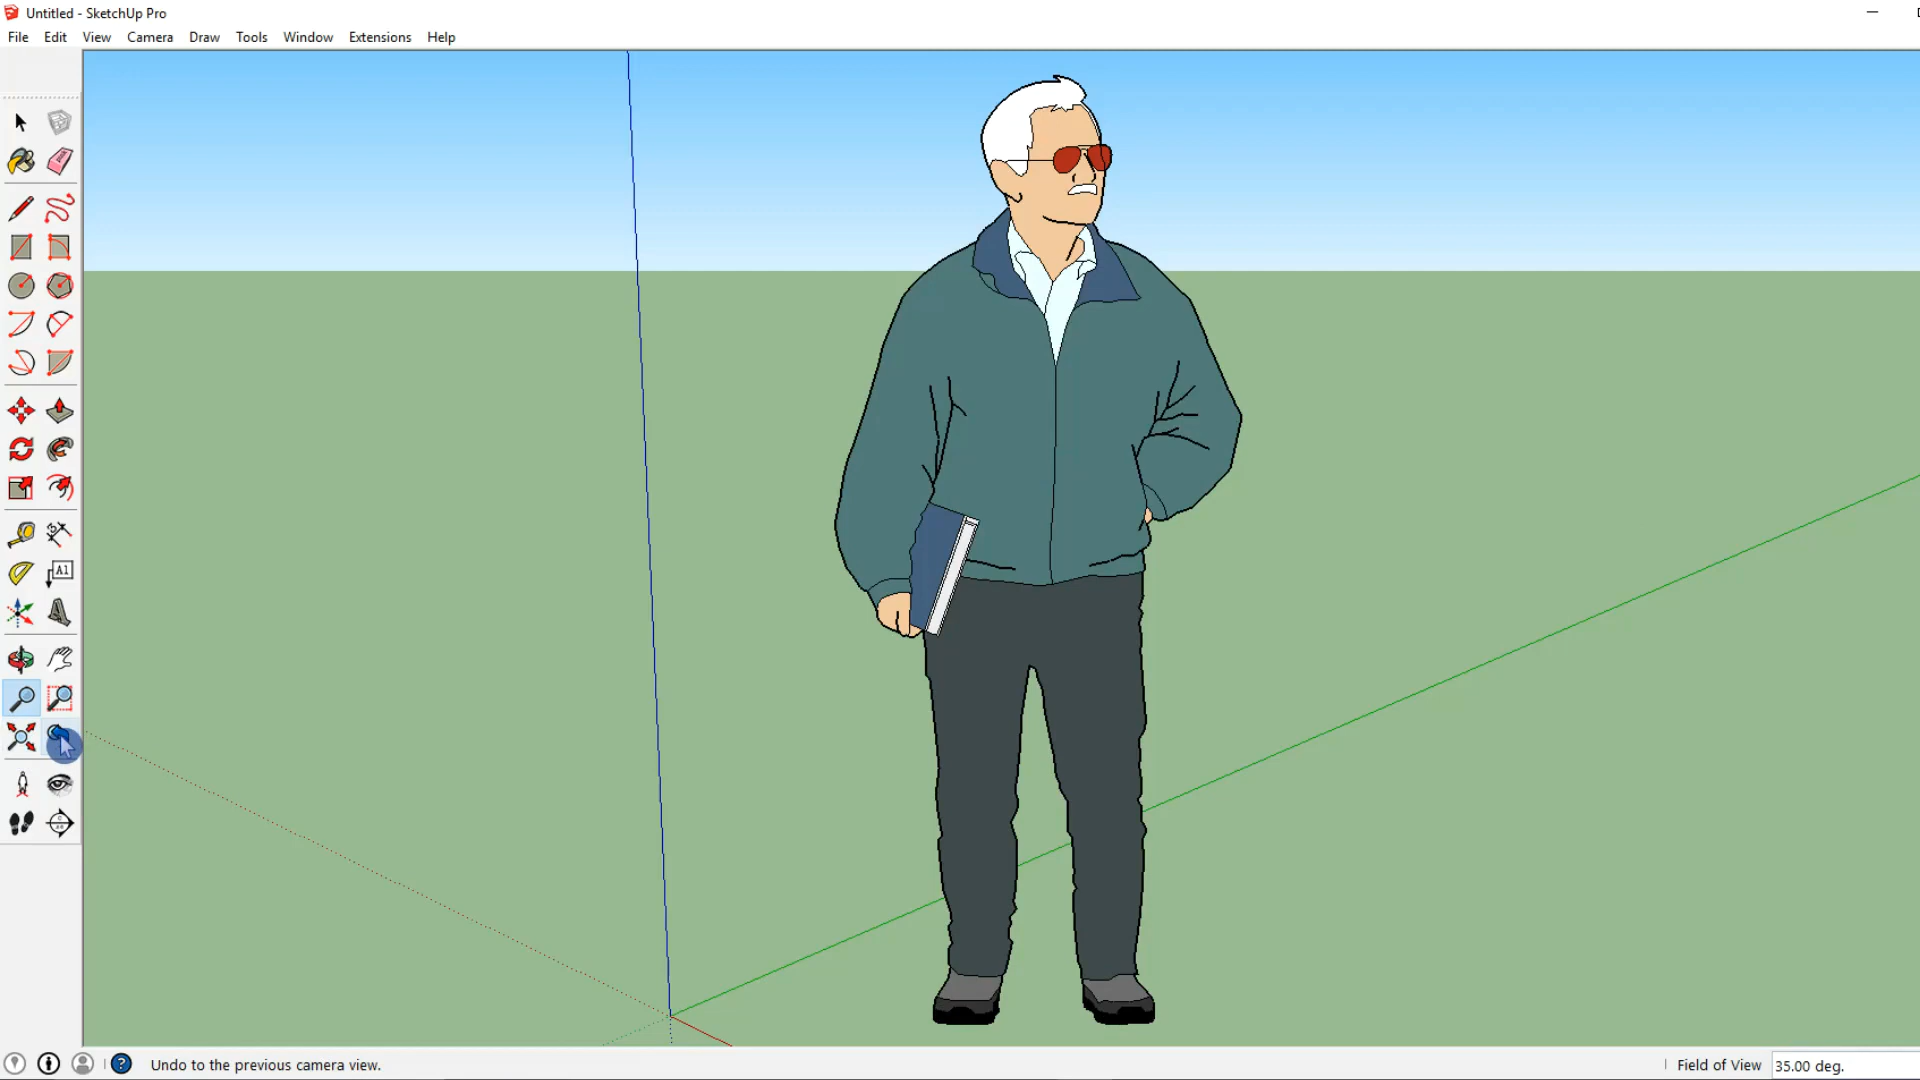 Untitled - SketchUp Pro
File Edit View Camera Draw Tools Window Extensions Help
A1
Undo to the previous camera view.
Field of View 35.00 deg.